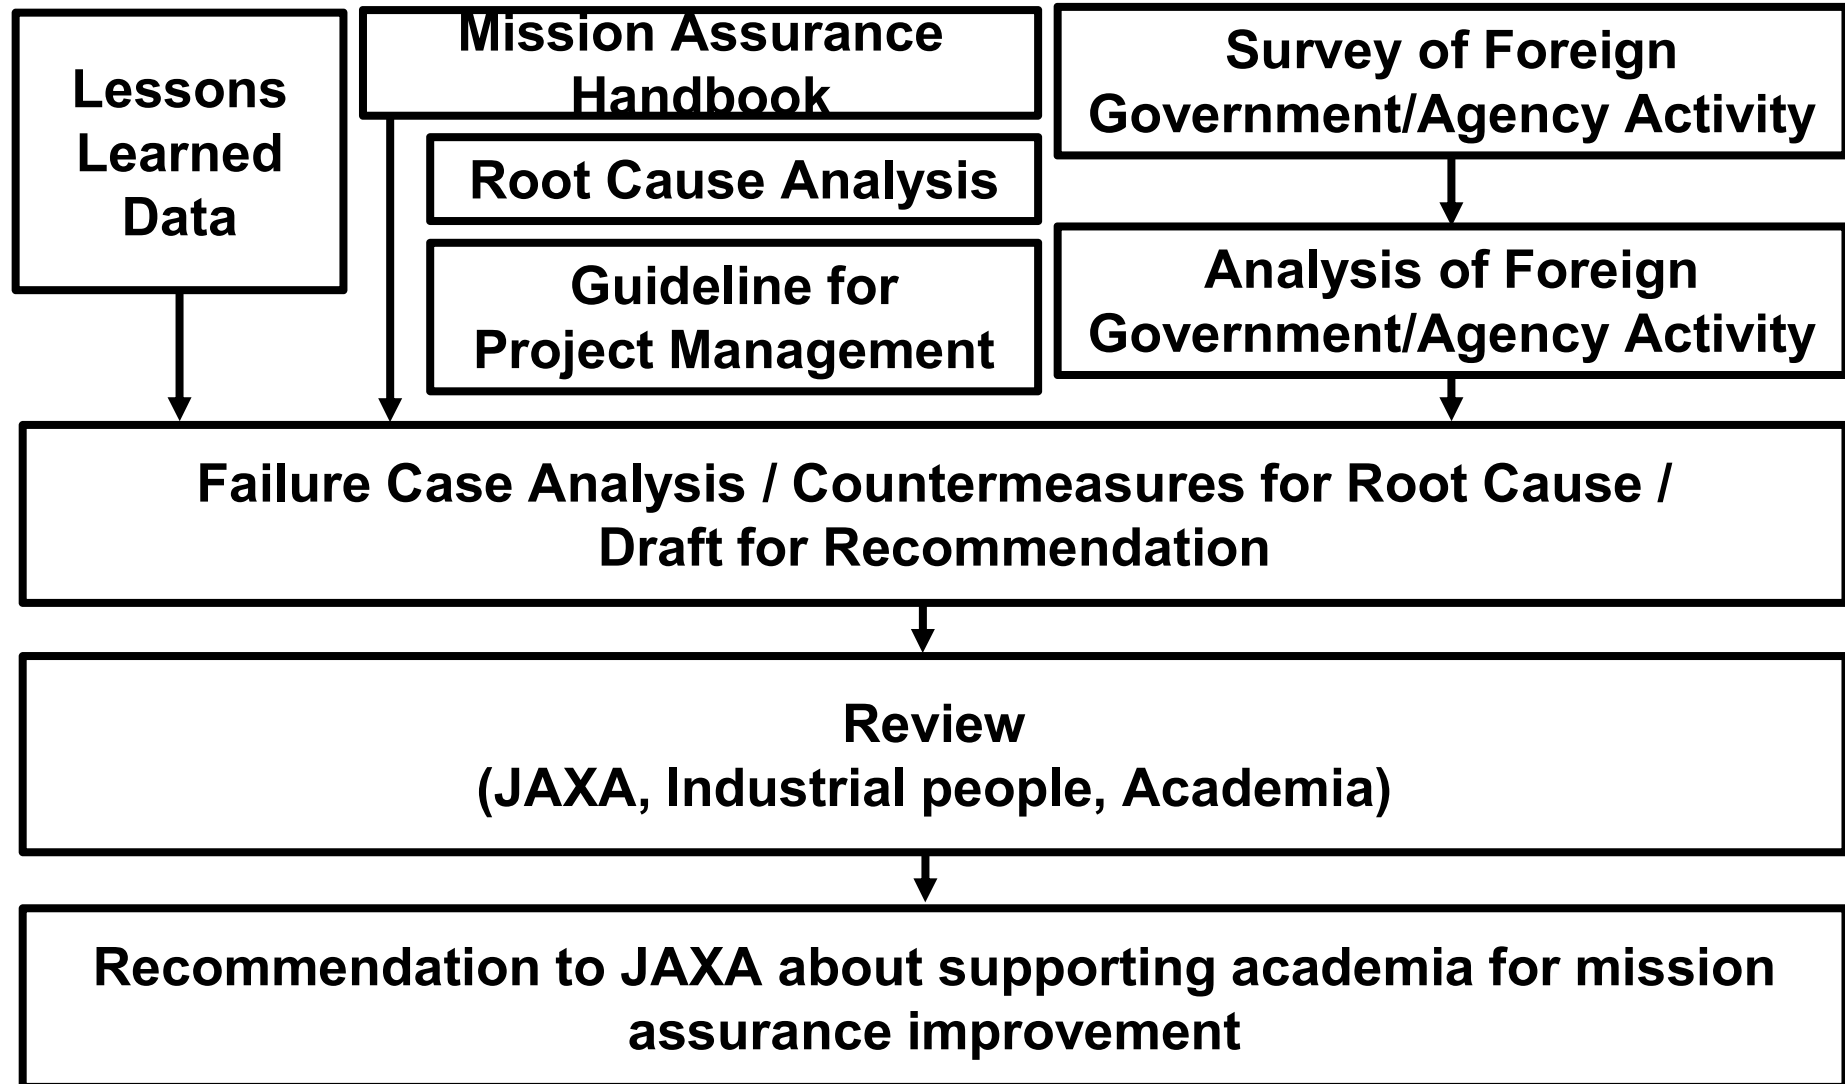 Lessons
Learned
Data
Mission Assurance
Handbook
Root Cause Analysis
Guideline for
Project Management
Survey of Foreign
Government/Agency Activity
Analysis of Foreign
Government/Agency Activity
Failure Case Analysis / Countermeasures for Root Cause /
Draft for Recommendation
Review
(JAXA, Industrial people, Academia)
Recommendation to JAXA about supporting academia for mission
assurance improvement